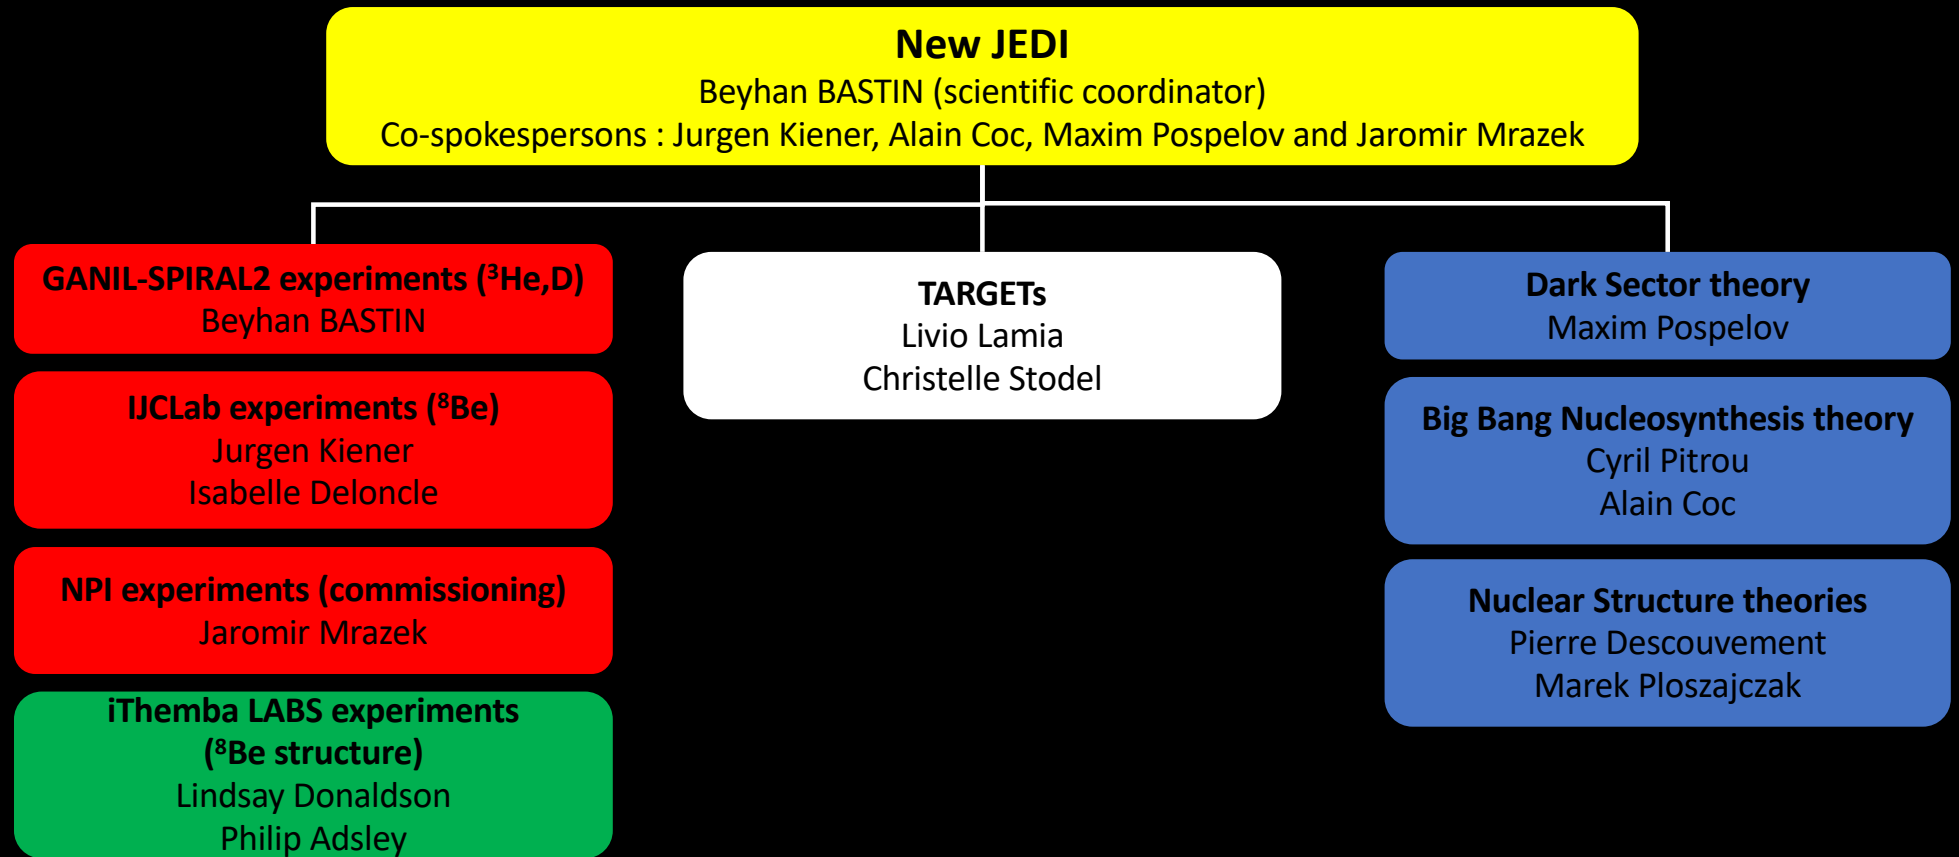 New JEDI
Beyhan BASTIN (scientific coordinator)
Co-spokespersons : Jurgen Kiener, Alain Coc, Maxim Pospelov and Jaromir Mrazek
GANIL-SPIRAL2 experiments (³He,D)
Beyhan BASTIN
IJCLab experiments (⁸Be)
Jurgen Kiener
Isabelle Deloncle
NPI experiments (commissioning)
Jaromir Mrazek
iThemba LABS experiments
(⁸Be structure)
Lindsay Donaldson
Philip Adsley
TARGETs
Livio Lamia
Christelle Stodel
Dark Sector theory
Maxim Pospelov
Big Bang Nucleosynthesis theory
Cyril Pitrou
Alain Coc
Nuclear Structure theories
Pierre Descouvement
Marek Ploszajczak